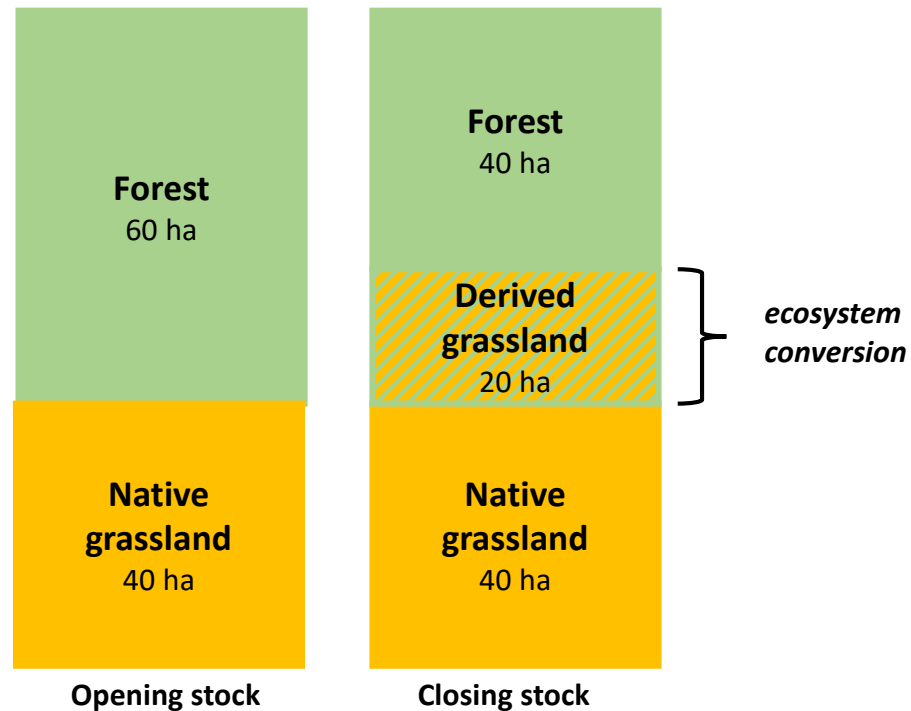 Forest
60 ha
Native
grassland
40 ha
Opening stock
Forest
40 ha
Derived
grassland
20 ha
Native
grassland
40 ha
Closing stock
ecosystem
conversion